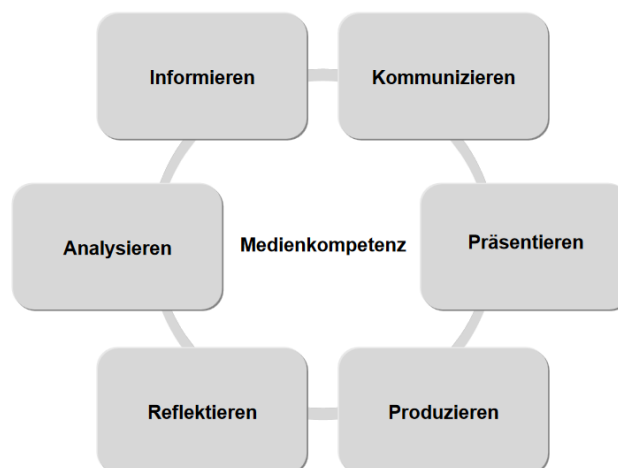 Informieren
Kommunizieren
Analysieren
Medienkompetenz
Präsentieren
Reflektieren
Produzieren